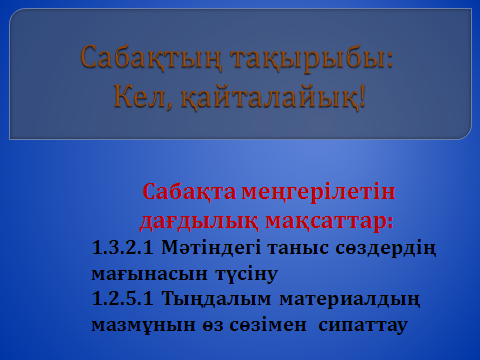 Сабақтың тақырыбы:
Кел, қайталайық!
Сабақта меңгерілетін
дағдылық мақсаттар:
1.3.2.1 Мәтіндегі таныс сөздердің
мағынасын түсіну
1.2.5.1 Тыңдалым материалдың
мазмұнын өз сөзімен сипаттау